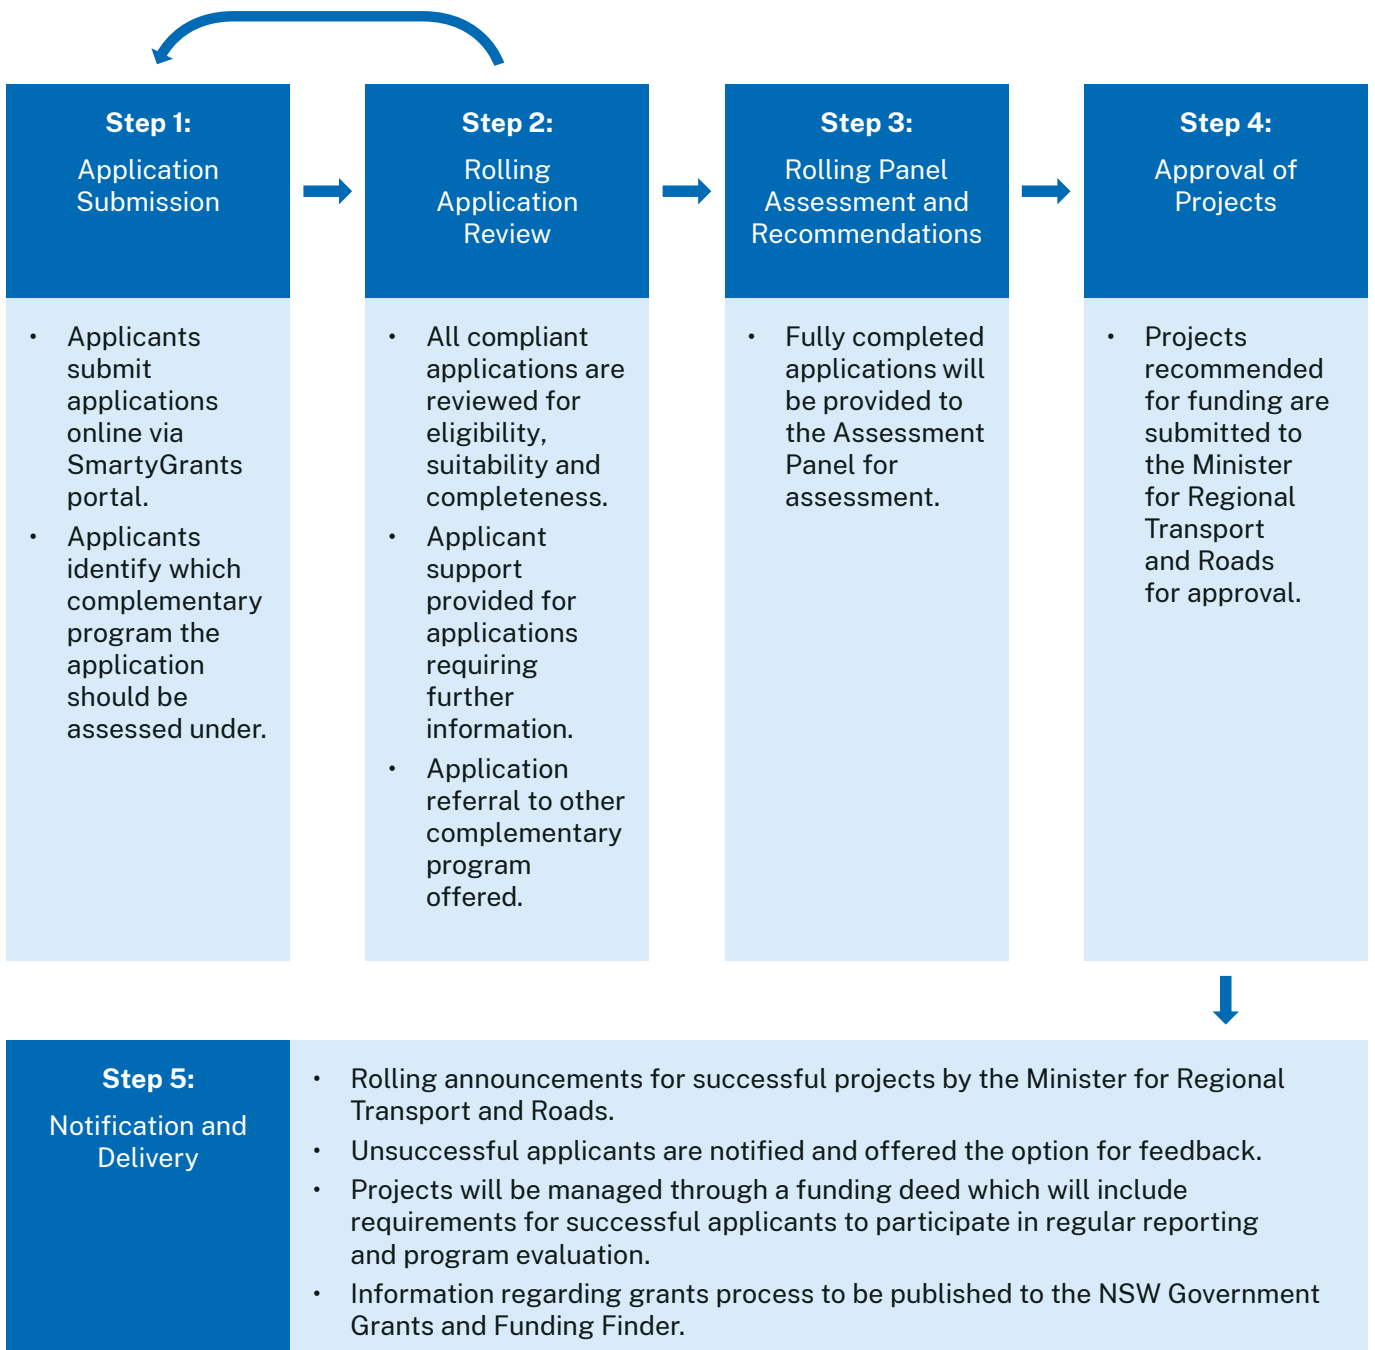 Step 1:
Application
Submission
• Applicants
submit
applications
online via
SmartyGrants
portal.
• Applicants
identify which
complementary
program the
application
should be
assessed under.
Step 2:
Rolling
Application
Review
• All compliant
applications are
reviewed for
eligibility,
suitability and
completeness.
• Applicant
support
provided for
applications
requiring
further
information.
• Application
referral to other
complementary
program
offered.
Step 3:
Rolling Panel
Assessment and
Recommendations
• Fully completed
applications will
be provided to
the Assessment
Panel for
assessment.
Step 4:
Approval of
Projects
• Projects
recommended
for funding are
submitted to
the Minister
for Regional
Transport
and Roads
for approval.
Step 5:
Notification and
Delivery
• Rolling announcements for successful projects by the Minister for Regional
Transport and Roads.
• Unsuccessful applicants are notified and offered the option for feedback.
• Projects will be managed through a funding deed which will include
requirements for successful applicants to participate in regular reporting
and program evaluation.
• Information regarding grants process to be published to the NSW Government
Grants and Funding Finder.